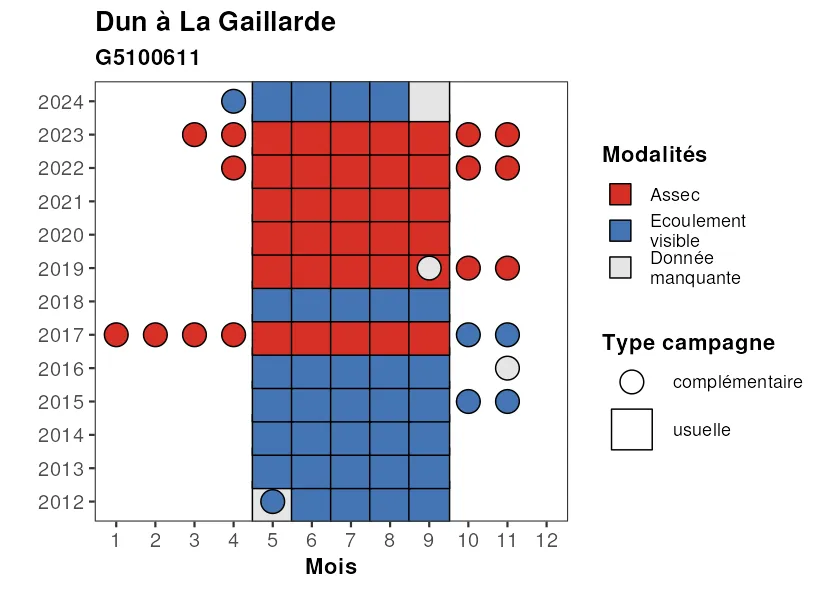 Dun à La Gaillarde
G5100611
2024
2023
2022
2021
2020
2019
2018
2017
2016
2015
2014
2013
2012
1 2 3 4 5 6 7 8 9 10 11 12
Mois
Modalités
Assec
Ecoulement
visible
Donnée
manquante
Type campagne
complémentaire
usuelle